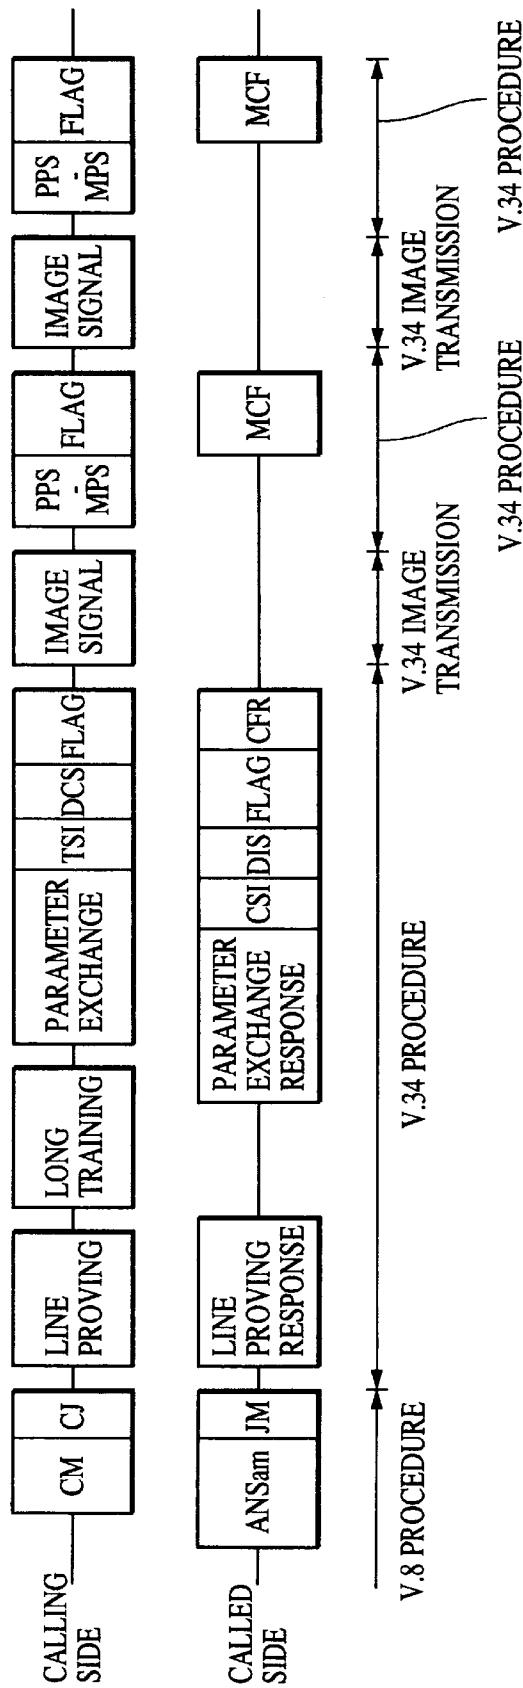 CALLING
SIDE
CM
CJ
LINE
PROVING
LONG
TRAINING
PARAMETER
EXCHANGE
TSI
DCS
FLAG
IMAGE
SIGNAL
PPS
-
MPS
FLAG
IMAGE
SIGNAL
PPS
-
MPS
FLAG
CALLED
SIDE
ANSam
JM
LINE
PROVING
RESPONSE
PARAMETER
EXCHANGE
RESPONSE
CSI
DIS
FLAG
CFR
MCF
MCF
V.8 PROCEDURE
V.34 PROCEDURE
V.34 IMAGE
TRANSMISSION
V.34 PROCEDURE
V.34 IMAGE
TRANSMISSION
V.34 PROCEDURE